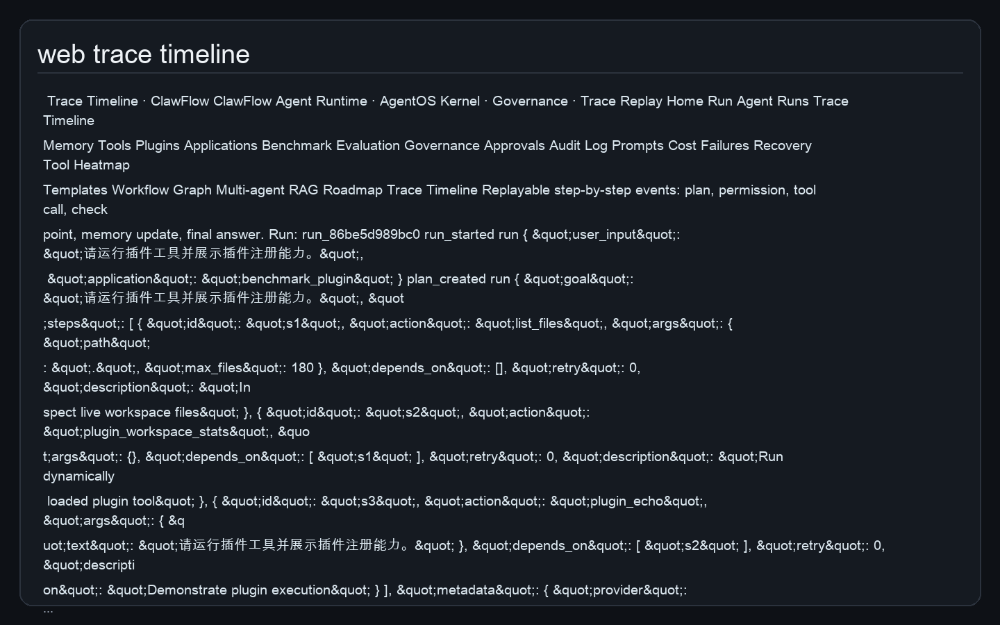 web trace timeline
Trace Timeline · ClawFlow ClawFlow Agent Runtime · AgentOS Kernel · Governance · Trace Replay Home Run Agent Runs Trace
Timeline
Memory Tools Plugins Applications Benchmark Evaluation Governance Approvals Audit Log Prompts Cost Failures Recovery
Tool Heatmap
Templates Workflow Graph Multi-agent RAG Roadmap Trace Timeline Replayable step-by-step events: plan, permission, tool
call, check
point, memory update, final answer. Run: run_86be5d989bc0 run_started run { &quot;user_input&quot;:
&quot;请运行插件工具并展示插件注册能力。&quot;,
&quot;application&quot;: &quot;benchmark_plugin&quot; } plan_created run { &quot;goal&quot;:
&quot;请运行插件工具并展示插件注册能力。&quot;, &quot
;steps&quot;: [ { &quot;id&quot;: &quot;s1&quot;, &quot;action&quot;: &quot;list_files&quot;, &quot;args&quot;: {
&quot;path&quot;
: &quot;.&quot;, &quot;max_files&quot;: 180 }, &quot;depends_on&quot;: [], &quot;retry&quot;: 0,
&quot;description&quot;: &quot;In
spect live workspace files&quot; }, { &quot;id&quot;: &quot;s2&quot;, &quot;action&quot;:
&quot;plugin_workspace_stats&quot;, &quo
t;args&quot;: {}, &quot;depends_on&quot;: [ &quot;s1&quot; ], &quot;retry&quot;: 0, &quot;description&quot;: &quot;Run
dynamically
loaded plugin tool&quot; }, { &quot;id&quot;: &quot;s3&quot;, &quot;action&quot;: &quot;plugin_echo&quot;,
&quot;args&quot;: { &q
uot;text&quot;: &quot;请运行插件工具并展示插件注册能力。&quot; }, &quot;depends_on&quot;: [ &quot;s2&quot; ], &quot;retry&quot;: 0,
&quot;descripti
on&quot;: &quot;Demonstrate plugin execution&quot; } ], &quot;metadata&quot;: { &quot;provider&quot;:
...